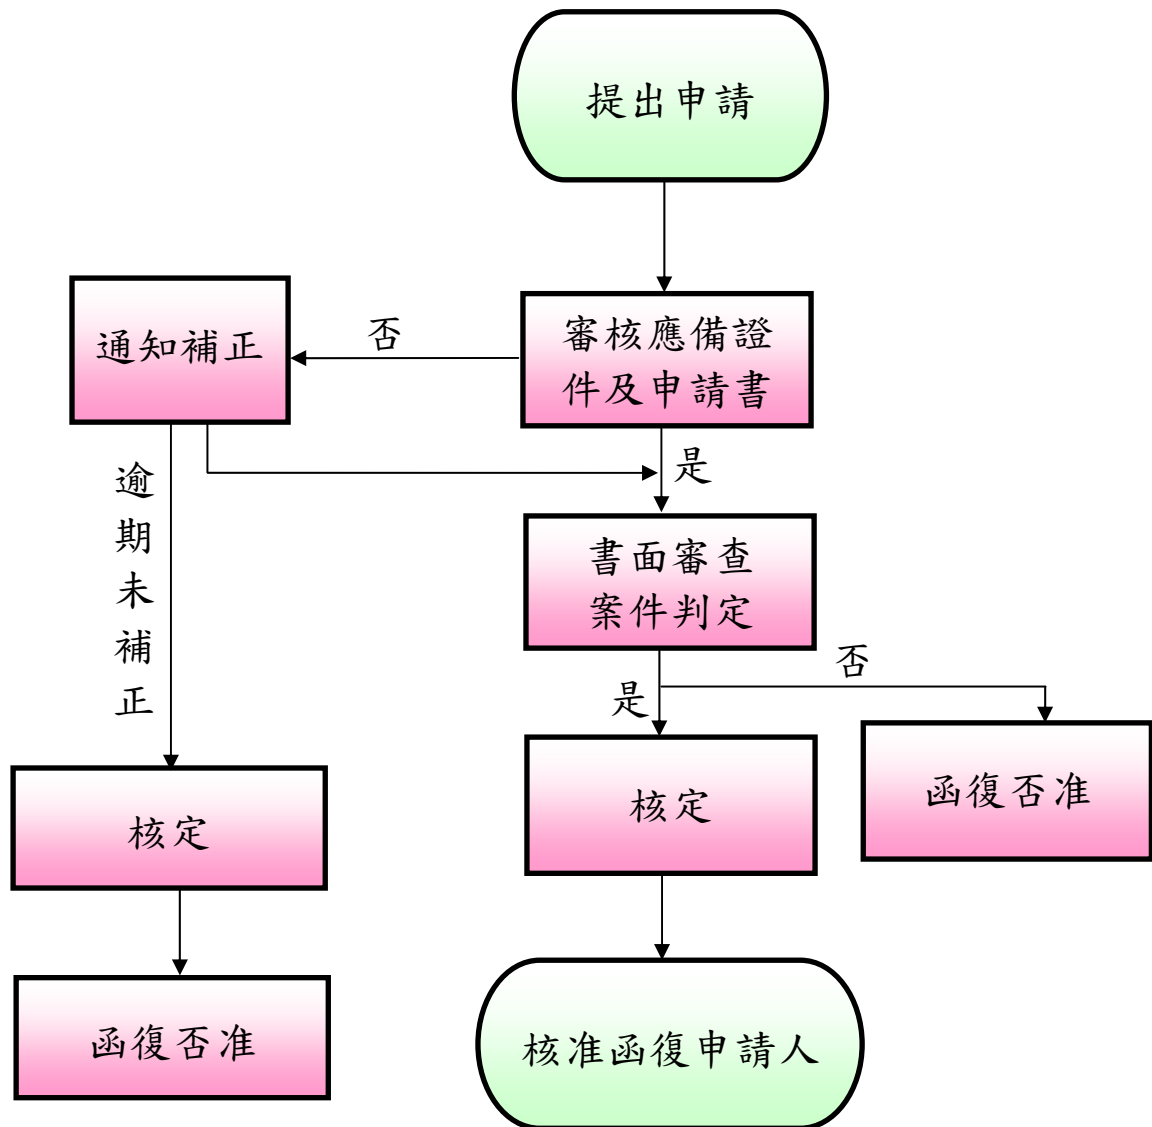 提出申請
通知補正
否
審核應備證
件及申請書
是
逾期未補正
書面審查
案件判定
否
是
核定
核定
函復否准
函復否准
核准函復申請人